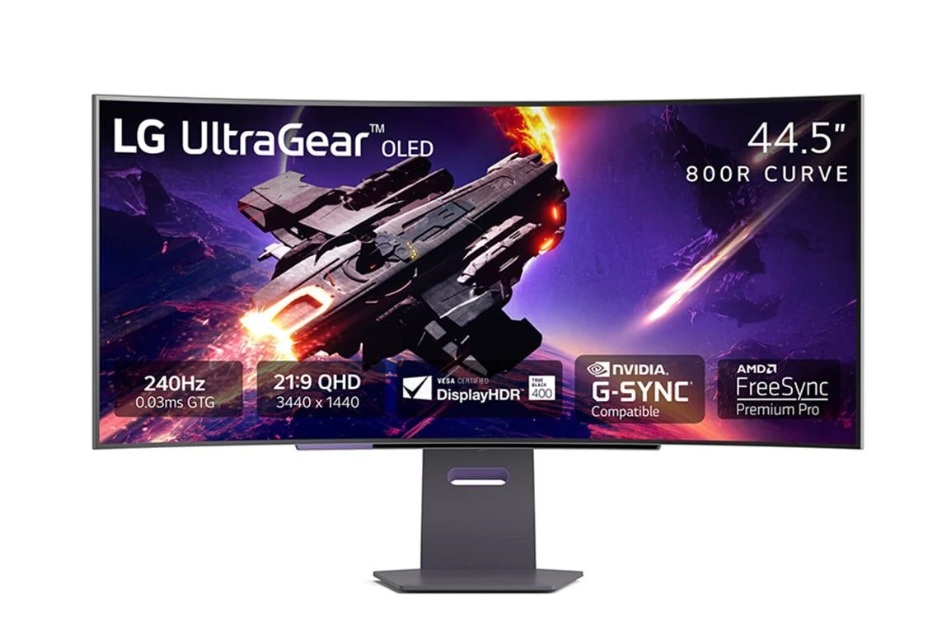 LG UltraGear™ OLED
44.5"
800R CURVE
240Hz
0.03ms GTG
21:9 QHD
3440 x 1440
VESA CERTIFIED
DisplayHDR™
TRUE
BLACK
400
NVIDIA.
G-SYNC®
Compatible
AMD
FreeSync
Premium Pro